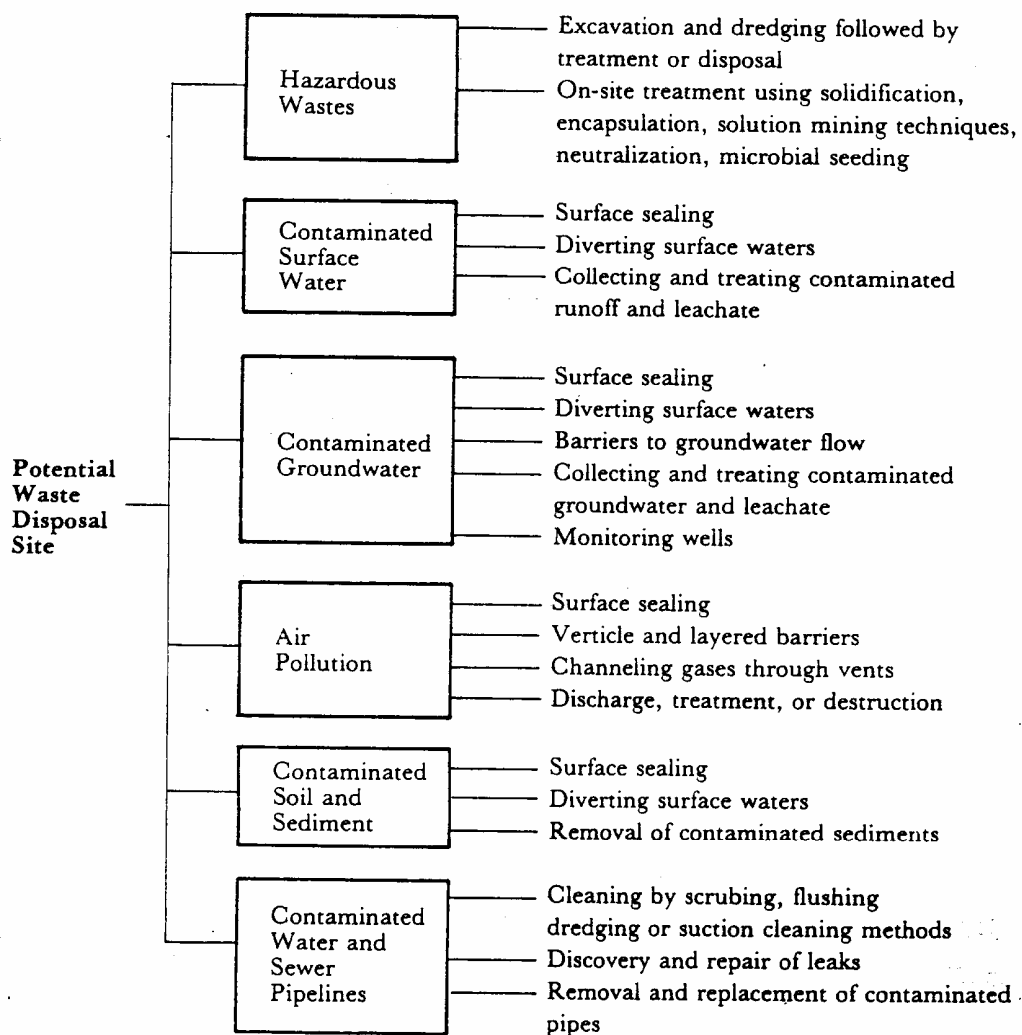 Potential
Waste
Disposal
Site
Hazardous
Wastes
Excavation and dredging followed by
treatment or disposal
On-site treatment using solidification,
encapsulation, solution mining techniques,
neutralization, microbial seeding
Contaminated
Surface
Water
Surface sealing
Diverting surface waters
Collecting and treating contaminated
runoff and leachate
Contaminated
Groundwater
Surface sealing
Diverting surface waters
Barriers to groundwater flow
Collecting and treating contaminated
groundwater and leachate
Monitoring wells
Air
Pollution
Surface sealing
Verticle and layered barriers
Channeling gases through vents
Discharge, treatment, or destruction
Contaminated
Soil and
Sediment
Surface sealing
Diverting surface waters
Removal of contaminated sediments
Contaminated
Water and
Sewer
Pipelines
Cleaning by scrubing, flushing
dredging or suction cleaning methods
Discovery and repair of leaks
Removal and replacement of contaminated
pipes